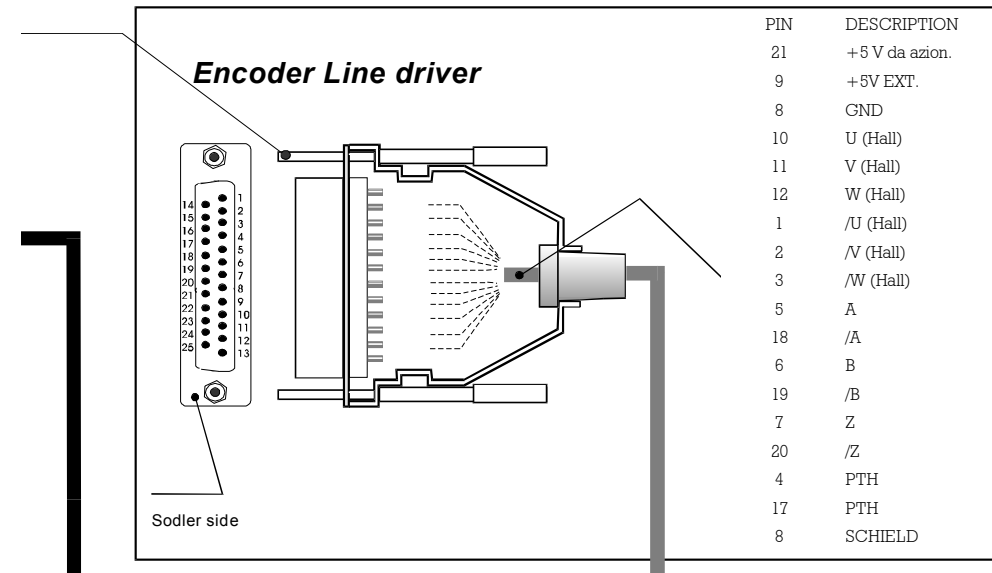 Encoder Line driver
1
2
3
4
5
6
7
8
9
10
11
12
13
14
15
16
17
18
19
20
21
22
23
24
25
Sodler side
PIN DESCRIPTION
21 +5 V da azion.
9 +5V EXT.
8 GND
10 U (Hall)
11 V (Hall)
12 W (Hall)
1 /U (Hall)
2 /V (Hall)
3 /W (Hall)
5 A
18 /A
6 B
19 /B
7 Z
20 /Z
4 PTH
17 PTH
8 SCHIELD